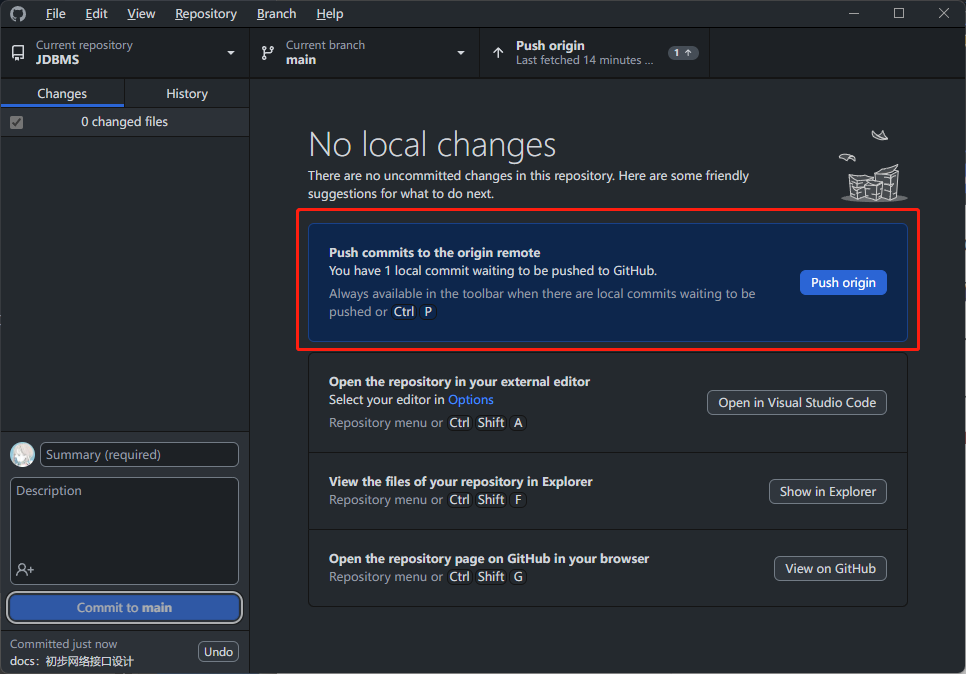 File Edit View Repository Branch Help
Current repository
JDBMS
Current branch
main
Push origin
Last fetched 14 minutes ...
1
Changes
History
0 changed files
No local changes
There are no uncommitted changes in this repository. Here are some friendly
suggestions for what to do next.
Push commits to the origin remote
You have 1 local commit waiting to be pushed to GitHub.
Always available in the toolbar when there are local commits waiting to be
pushed or Ctrl P
Push origin
Open the repository in your external editor
Select your editor in Options
Repository menu or Ctrl Shift A
Open in Visual Studio Code
View the files of your repository in Explorer
Repository menu or Ctrl Shift F
Show in Explorer
Open the repository page on GitHub in your browser
Repository menu or Ctrl Shift G
View on GitHub
Summary (required)
Description
Commit to main
Committed just now
docs：初步网络接口设计
Undo